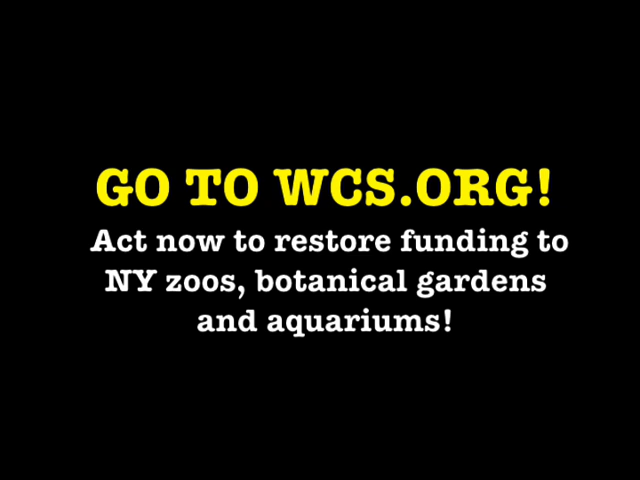 GO TO WCS.ORG!
Act now to restore funding to
NY zoos, botanical gardens
and aquariums!